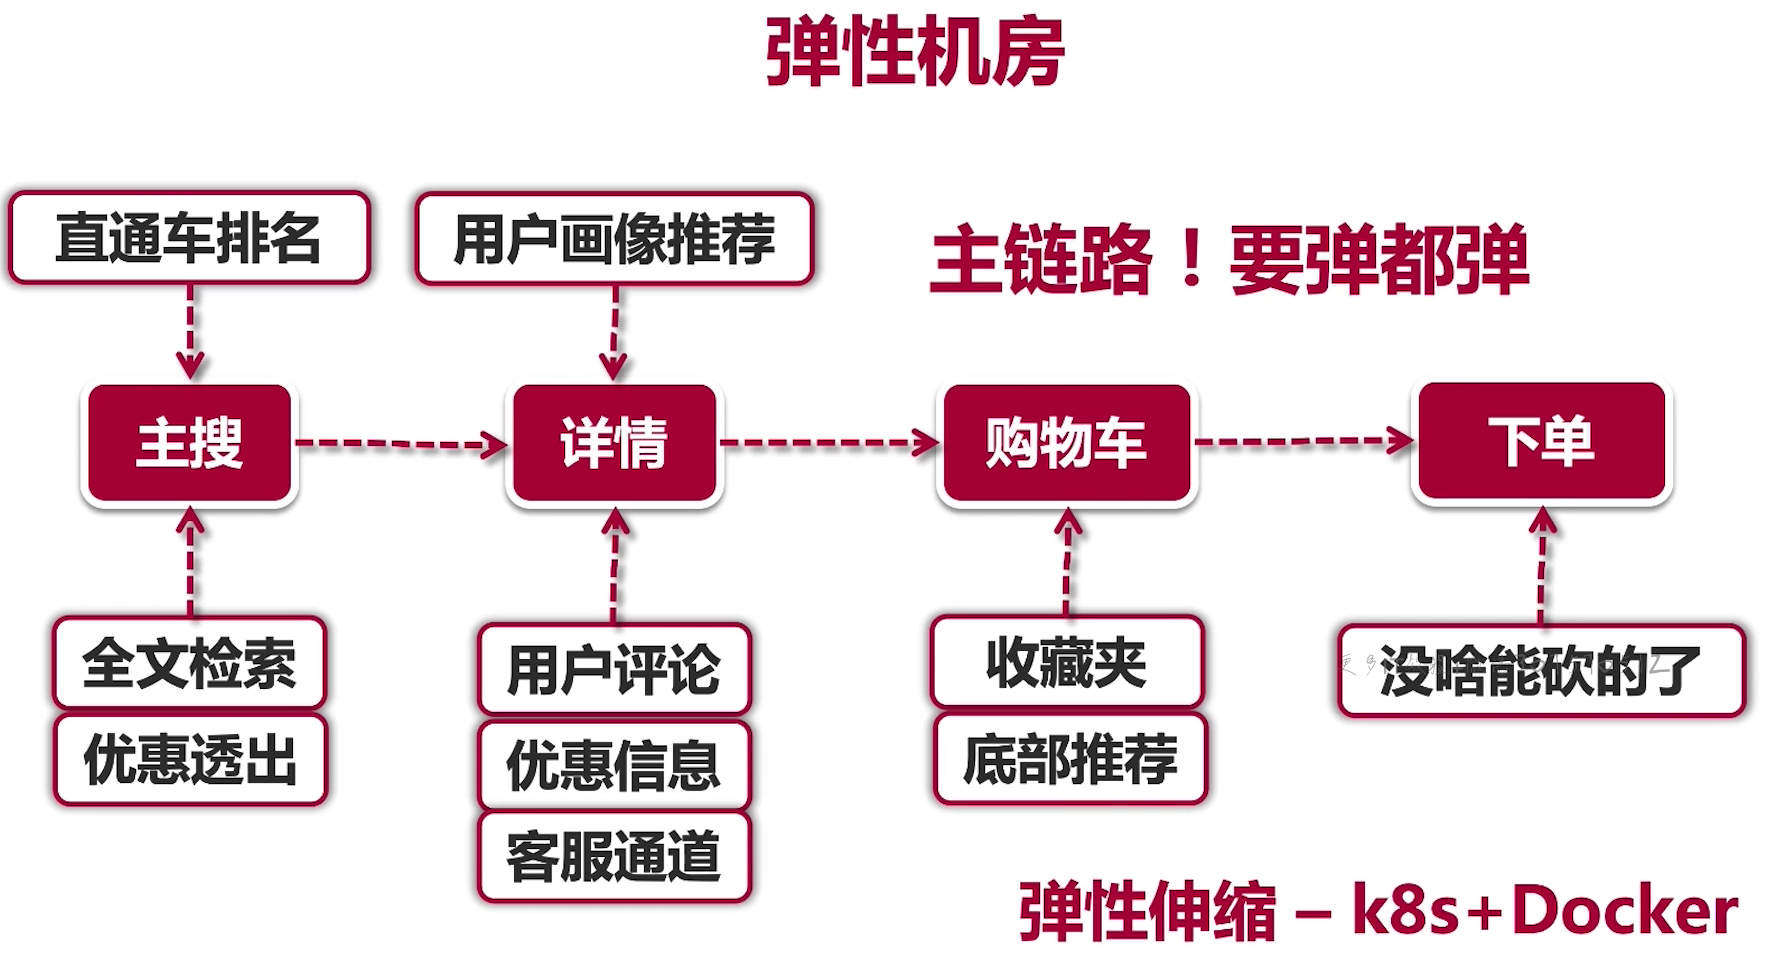 弹性机房
直通车排名
用户画像推荐
主链路！要弹都弹
主搜
详情
购物车
下单
全文检索
优惠透出
用户评论
优惠信息
客服通道
收藏夹
底部推荐
没啥能砍的了
弹性伸缩 – k8s+Docker